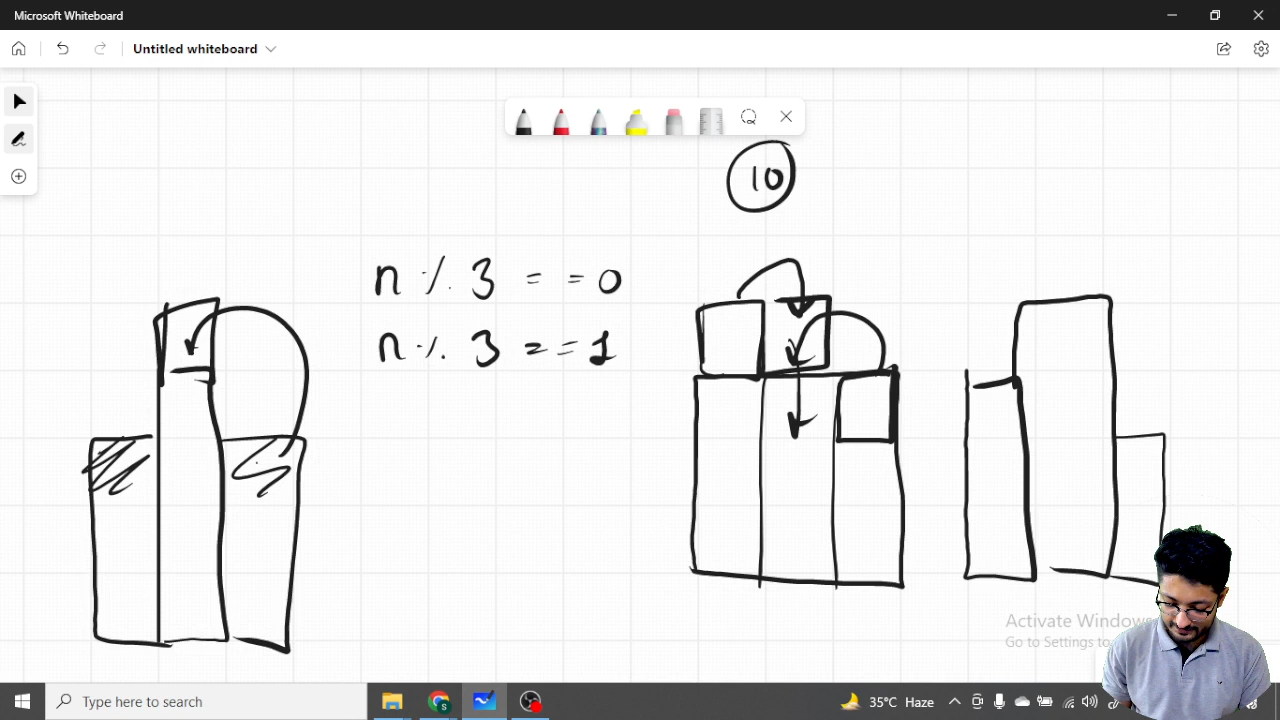 Microsoft Whiteboard
Untitled whiteboard
10
n % 3 = = 0
n % 3 = = 1
Activate Window
Go to Settings to
Type here to search
35°C Haze